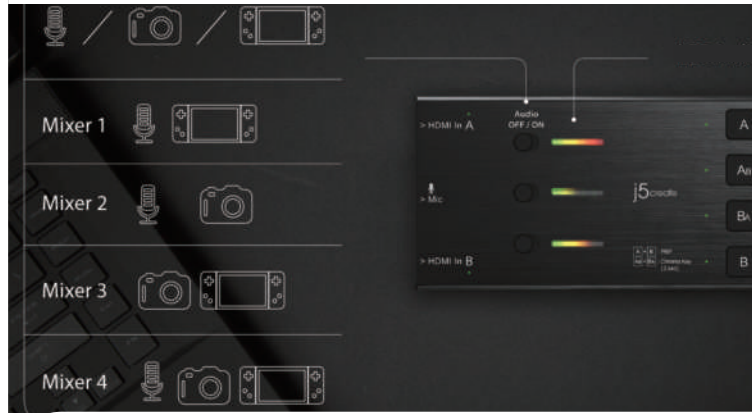 Mixer 1
Mixer 2
Mixer 3
Mixer 4
Audio
OFF / ON
> HDMI In A
> Mic
> HDMI In B
j5create
A
B